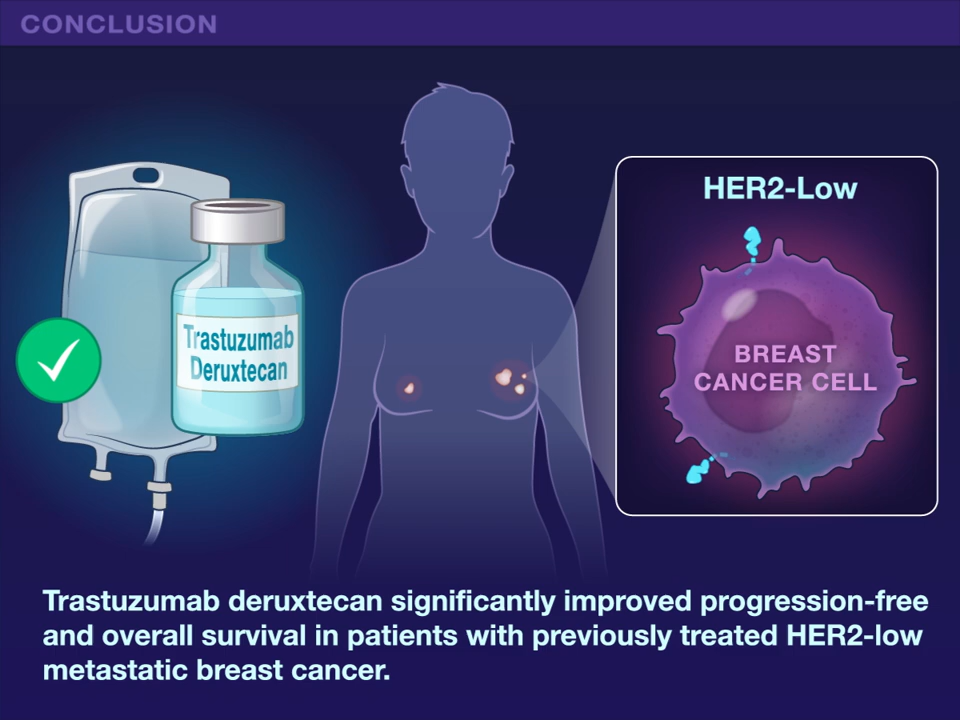 CONCLUSION
Trastuzumab
Deruxtecan
HER2-Low
BREAST
CANCER CELL
Trastuzumab deruxtecan significantly improved progression-free
and overall survival in patients with previously treated HER2-low
metastatic breast cancer.